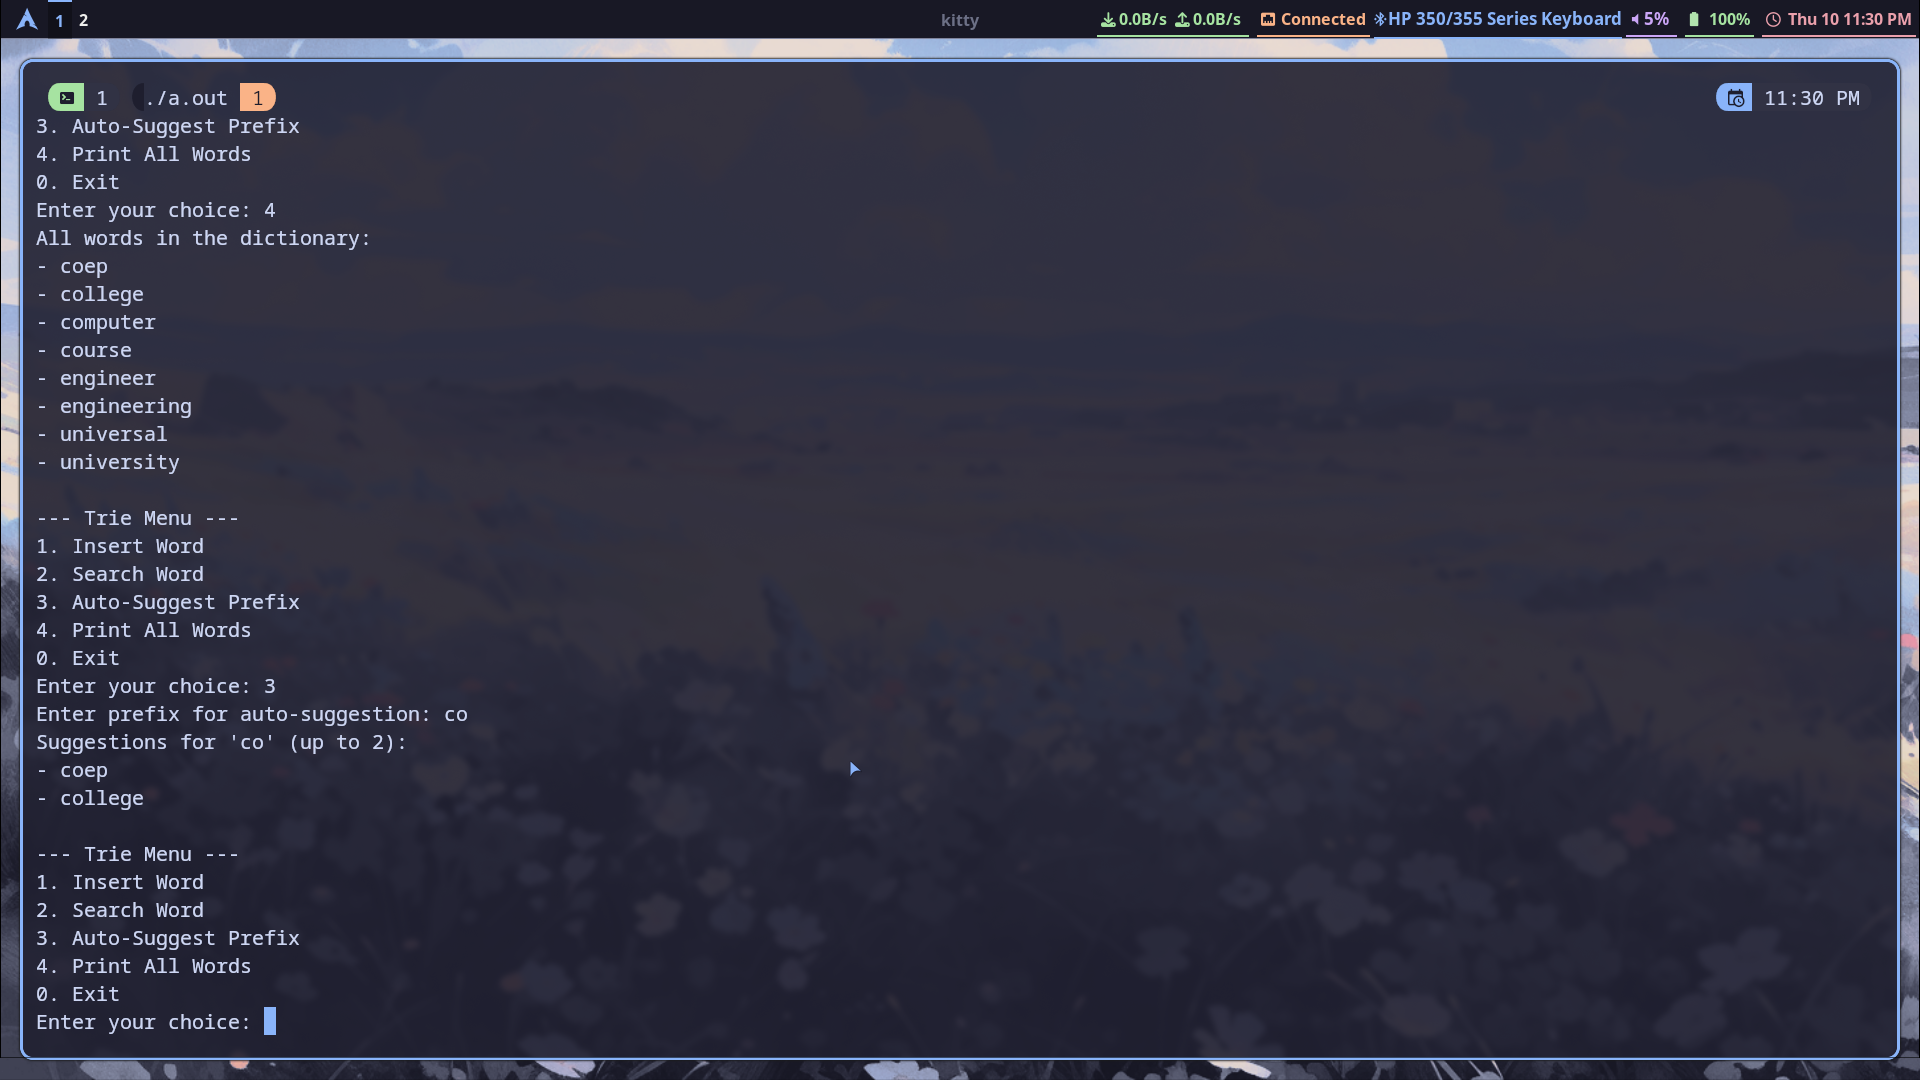 1 2 kitty 0.0B/s 0.0B/s Connected HP 350/355 Series Keyboard 5% 100% Thu 10 11:30 PM
1 ./a.out 1 11:30 PM
3. Auto-Suggest Prefix
4. Print All Words
0. Exit
Enter your choice: 4
All words in the dictionary:
- coep
- college
- computer
- course
- engineer
- engineering
- universal
- university
--- Trie Menu ---
1. Insert Word
2. Search Word
3. Auto-Suggest Prefix
4. Print All Words
0. Exit
Enter your choice: 3
Enter prefix for auto-suggestion: co
Suggestions for 'co' (up to 2):
- coep
- college
--- Trie Menu ---
1. Insert Word
2. Search Word
3. Auto-Suggest Prefix
4. Print All Words
0. Exit
Enter your choice: